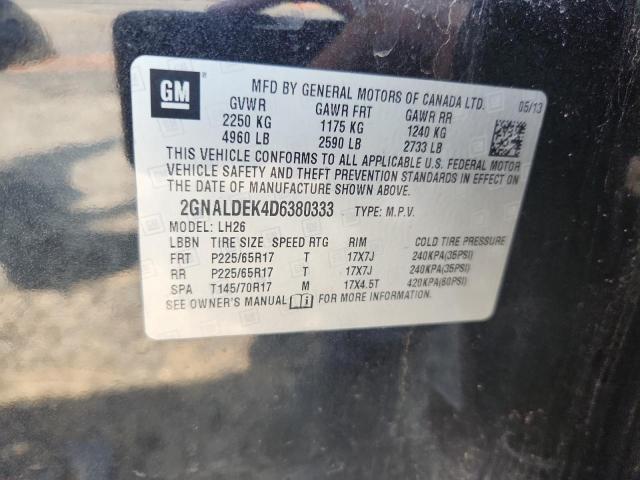 GM
MFD BY GENERAL MOTORS OF CANADA LTD. 05/13
GVWR GAWR FRT GAWR RR
2250 KG 1175 KG 1240 KG
4960 LB 2590 LB 2733 LB
THIS VEHICLE CONFORMS TO ALL APPLICABLE U.S. FEDERAL MOTOR
VEHICLE SAFETY AND THEFT PREVENTION STANDARDS IN EFFECT ON
THE DATE OF MANUFACTURE SHOWN ABOVE.
2GNALDEK4D6380333 TYPE: M.P.V.
MODEL: LH26
LBBN TIRE SIZE SPEED RTG RIM COLD TIRE PRESSURE
FRT P225/65R17 T 17X7J 240KPA(35PSI)
RR P225/65R17 T 17X7J 240KPA(35PSI)
SPA T145/70R17 M 17X4.5T 420KPA(60PSI)
SEE OWNER'S MANUAL FOR MORE INFORMATION.